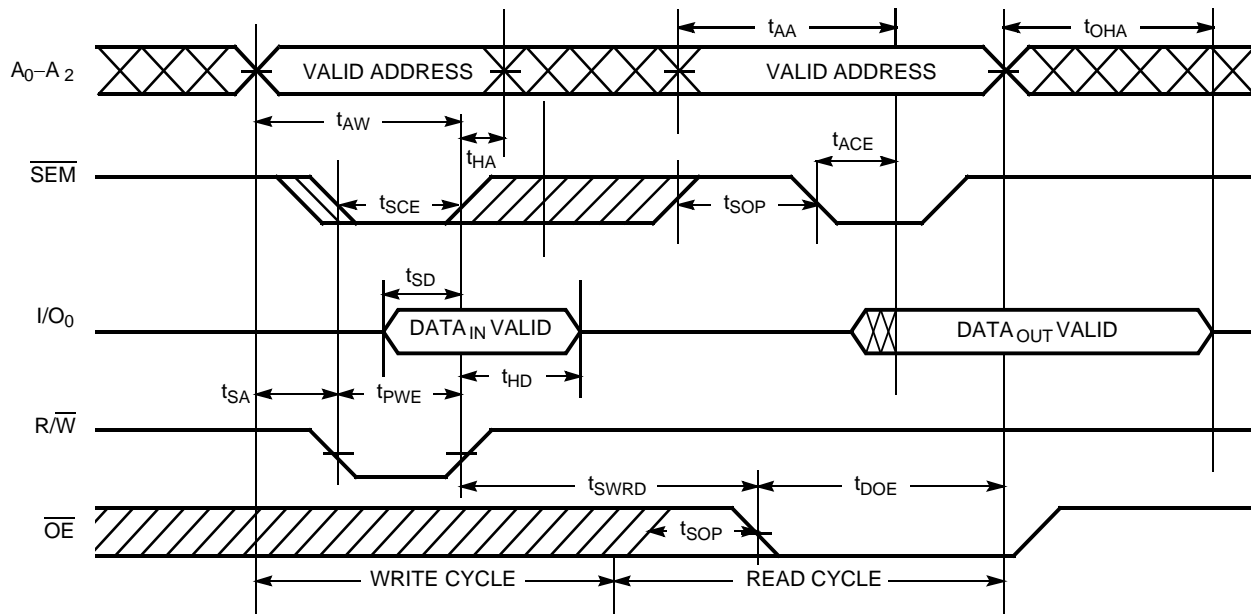 tAA tOHA
A0–A2 VALID ADDRESS VALID ADDRESS
tAW
tHA tACE
SEM tSCE tSOP
tSD
I/O0 DATAIN VALID DATAOUT VALID
tSA tPWE tHD
R/W
tSWRD tDOE
OE tSOP
WRITE CYCLE READ CYCLE